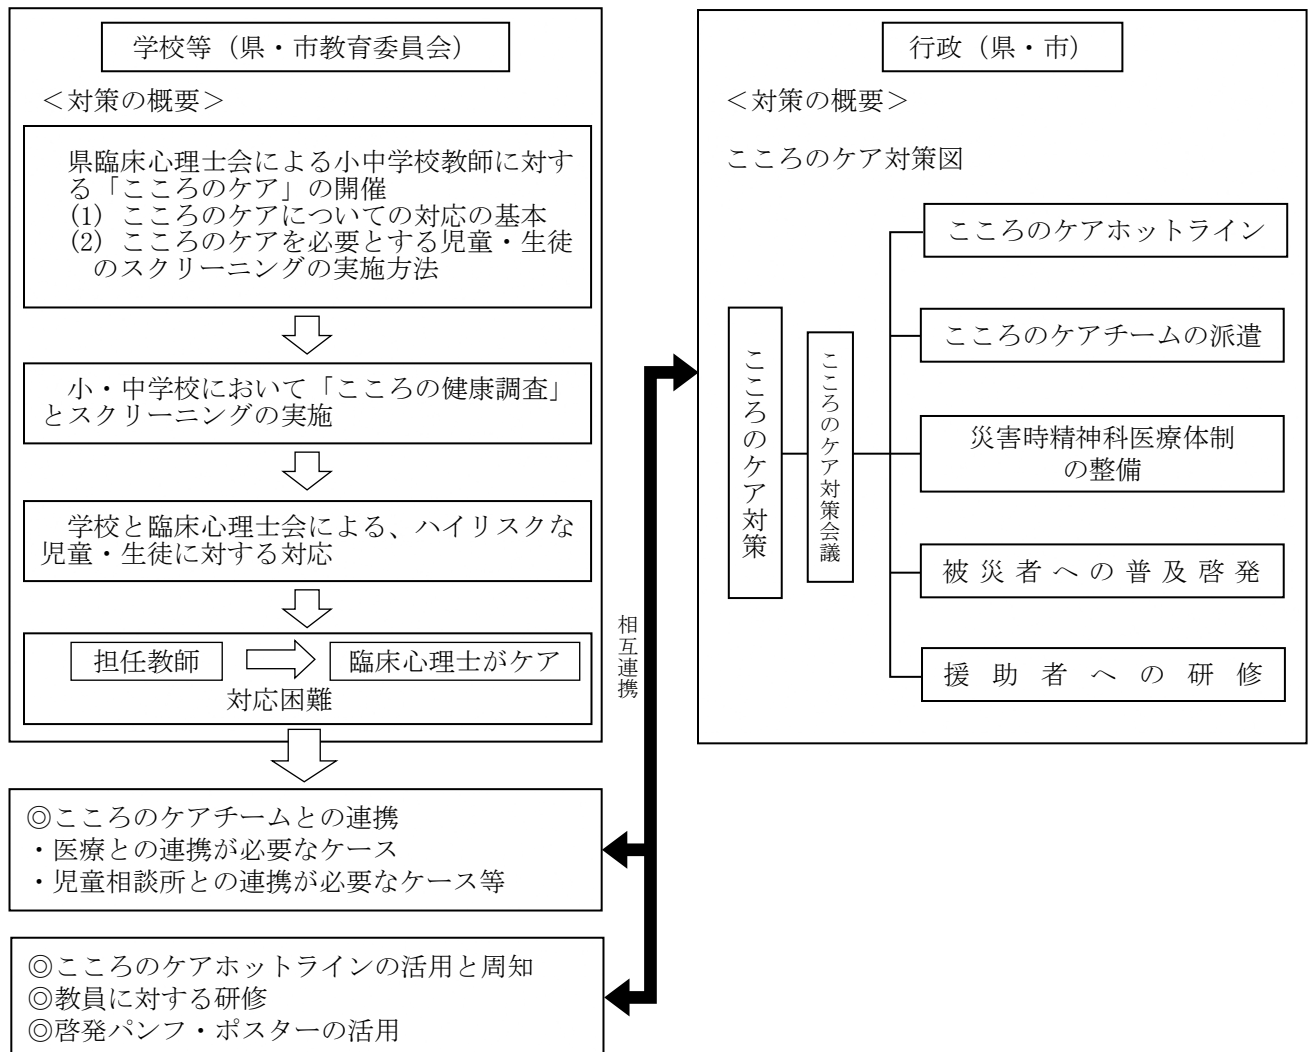 学校等（県・市教育委員会）
＜対策の概要＞
県臨床心理士会による小中学校教師に対す
る「こころのケア」の開催
(1) こころのケアについての対応の基本
(2) こころのケアを必要とする児童・生徒
のスクリーニングの実施方法
小・中学校において「こころの健康調査」
とスクリーニングの実施
学校と臨床心理士会による、ハイリスクな
児童・生徒に対する対応
担任教師
臨床心理士がケア
対応困難
◎こころのケアチームとの連携
・医療との連携が必要なケース
・児童相談所との連携が必要なケース等
◎こころのケアホットラインの活用と周知
◎教員に対する研修
◎啓発パンフ・ポスターの活用
相互連携
行政（県・市）
＜対策の概要＞
こころのケア対策図
こころのケア対策
こころのケア対策会議
こころのケアホットライン
こころのケアチームの派遣
災害時精神科医療体制
の整備
被災者への普及啓発
援助者への研修